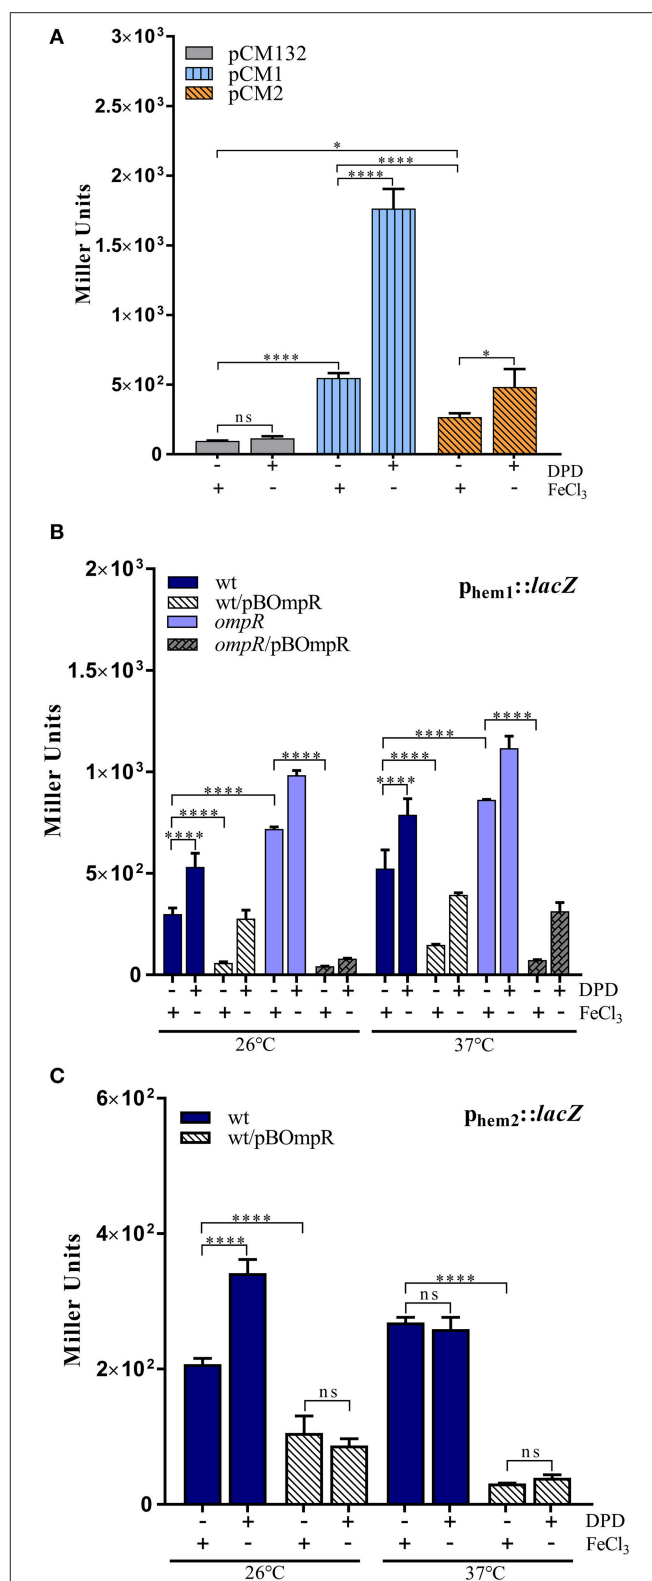 A
3×10³
2.5×10³
2×10³
1.5×10³
1×10³
5×10²
0
Miller Units
pCM132
pCM1
pCM2
*
****
****
****
*
ns
- + - + - + DPD
+ - + - + - FeCl₃
B
2×10³
1.5×10³
1×10³
5×10²
0
Miller Units
wt
wt/pBOmpR
ompR
ompR/pBOmpR
p_hem1::lacZ
****
****
****
****
****
****
****
****
- + - + - + - + - + - + - + - + DPD
+ - + - + - + - + - + - + - + - FeCl₃
26°C 37°C
C
6×10²
4×10²
2×10²
0
Miller Units
wt
wt/pBOmpR
p_hem2::lacZ
****
****
ns
****
ns
ns
- + - + - + - + DPD
+ - + - + - + - FeCl₃
26°C 37°C